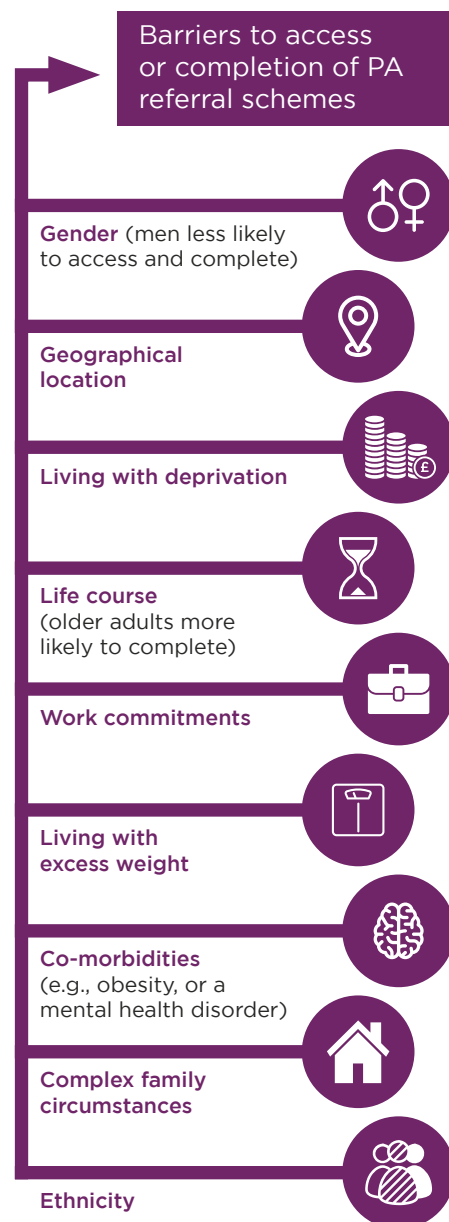 Barriers to access
or completion of PA
referral schemes
Gender (men less likely
to access and complete)
Geographical
location
£
Living with deprivation
Life course
(older adults more
likely to complete)
Work commitments
Living with
excess weight
Co-morbidities
(e.g., obesity, or a
mental health disorder)
Complex family
circumstances
Ethnicity